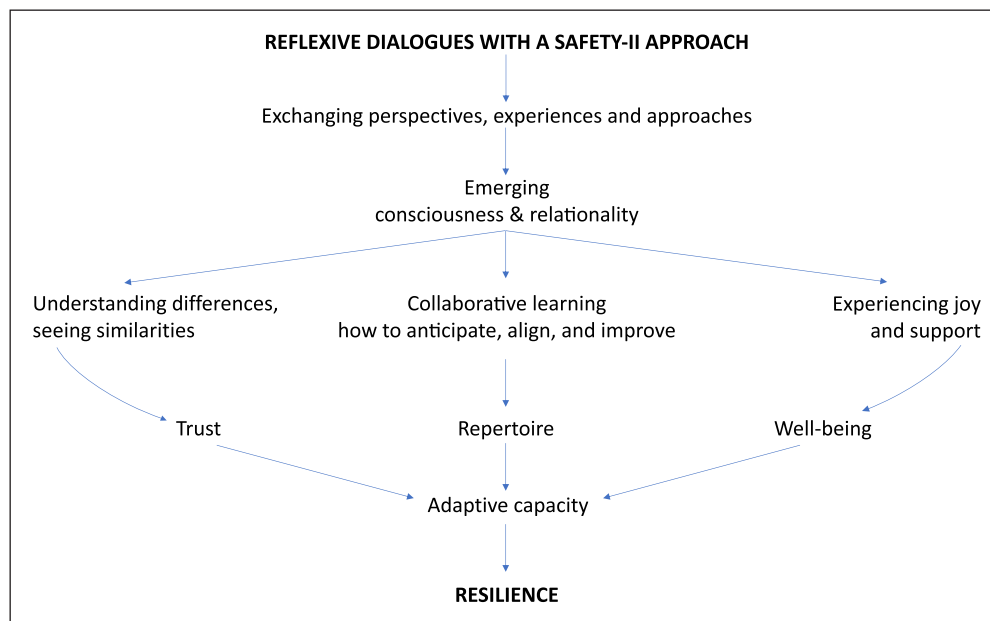 REFLEXIVE DIALOGUES WITH A SAFETY-II APPROACH
Exchanging perspectives, experiences and approaches
Emerging
consciousness & relationality
Understanding differences,
seeing similarities
Collaborative learning
how to anticipate, align, and improve
Experiencing joy
and support
Trust
Repertoire
Well-being
Adaptive capacity
RESILIENCE